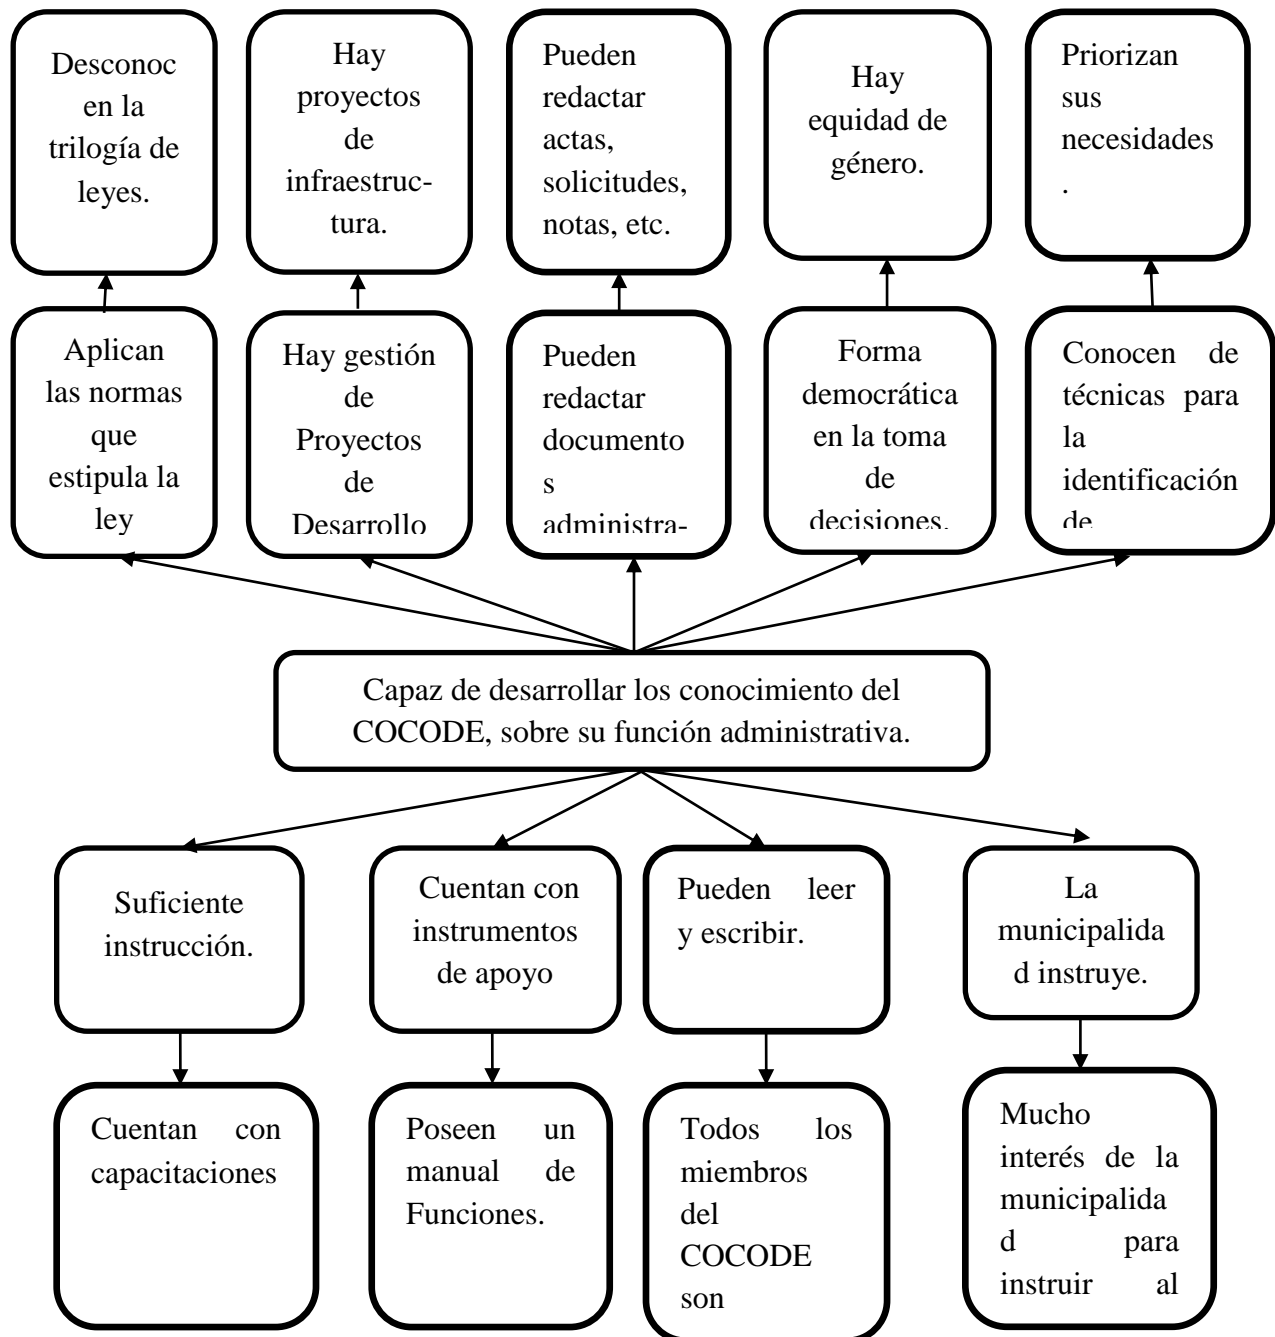 Desconoc
en la
trilogía de
leyes.
Hay
proyectos
de
infraestruc-
tura.
Pueden
redactar
actas,
solicitudes,
notas, etc.
Hay
equidad de
género.
Priorizan
sus
necesidades
.
Aplican
las normas
que
estipula la
ley
Hay gestión
de
Proyectos
de
Desarrollo
Pueden
redactar
documento
s
administra-
Forma
democrática
en la toma
de
decisiones.
Conocen de
técnicas para
la
identificación
de
Capaz de desarrollar los conocimiento del
COCODE, sobre su función administrativa.
Suficiente
instrucción.
Cuentan con
instrumentos
de apoyo
Pueden leer
y escribir.
La
municipalida
d instruye.
Cuentan con
capacitaciones
Poseen un
manual de
Funciones.
Todos los
miembros
del
COCODE
son
Mucho
interés de la
municipalida
d para
instruir al